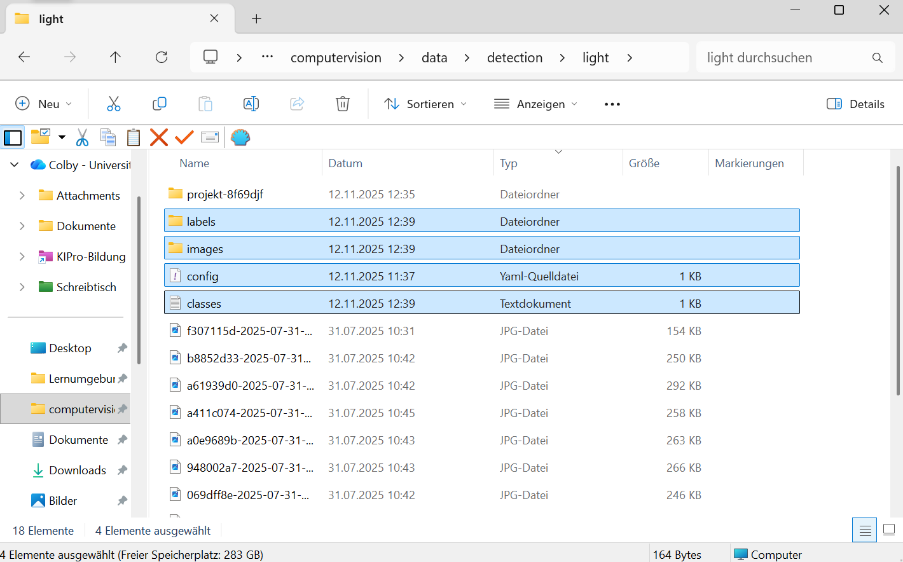 light
computervision > data > detection > light >
light durchsuchen
Neu
Sortieren
Anzeigen
Details
Colby - Universit
Attachments
Dokumente
KIPro-Bildung
Schreibtisch
Desktop
Lernumgebur
computervisi
Dokumente
Downloads
Bilder
Name Datum Typ Größe Markierungen
projekt-8f69djf 12.11.2025 12:35 Dateiordner
labels 12.11.2025 12:39 Dateiordner
images 12.11.2025 12:39 Dateiordner
config 12.11.2025 11:37 Yaml-Quelldatei 1 KB
classes 12.11.2025 12:39 Textdokument 1 KB
f307115d-2025-07-31-... 31.07.2025 10:31 JPG-Datei 154 KB
b8852d33-2025-07-31... 31.07.2025 10:42 JPG-Datei 250 KB
a61939d0-2025-07-31-... 31.07.2025 10:42 JPG-Datei 292 KB
a411c074-2025-07-31-... 31.07.2025 10:45 JPG-Datei 258 KB
a0e9689b-2025-07-31-... 31.07.2025 10:43 JPG-Datei 263 KB
948002a7-2025-07-31-... 31.07.2025 10:43 JPG-Datei 266 KB
069dff8e-2025-07-31-... 31.07.2025 10:42 JPG-Datei 246 KB
18 Elemente 4 Elemente ausgewählt
4 Elemente ausgewählt (Freier Speicherplatz: 283 GB) 164 Bytes Computer